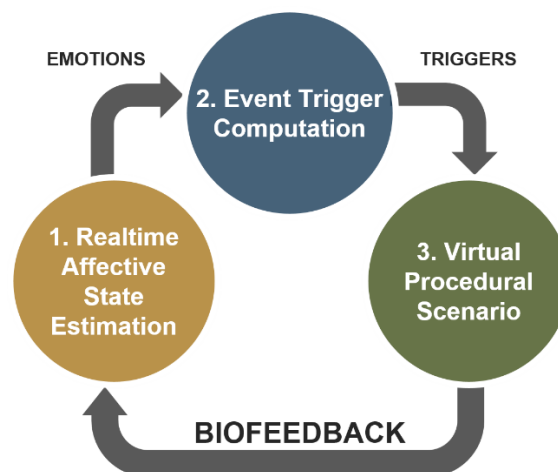 EMOTIONS
TRIGGERS
2. Event Trigger
Computation
1. Realtime
Affective
State
Estimation
3. Virtual
Procedural
Scenario
BIOFEEDBACK